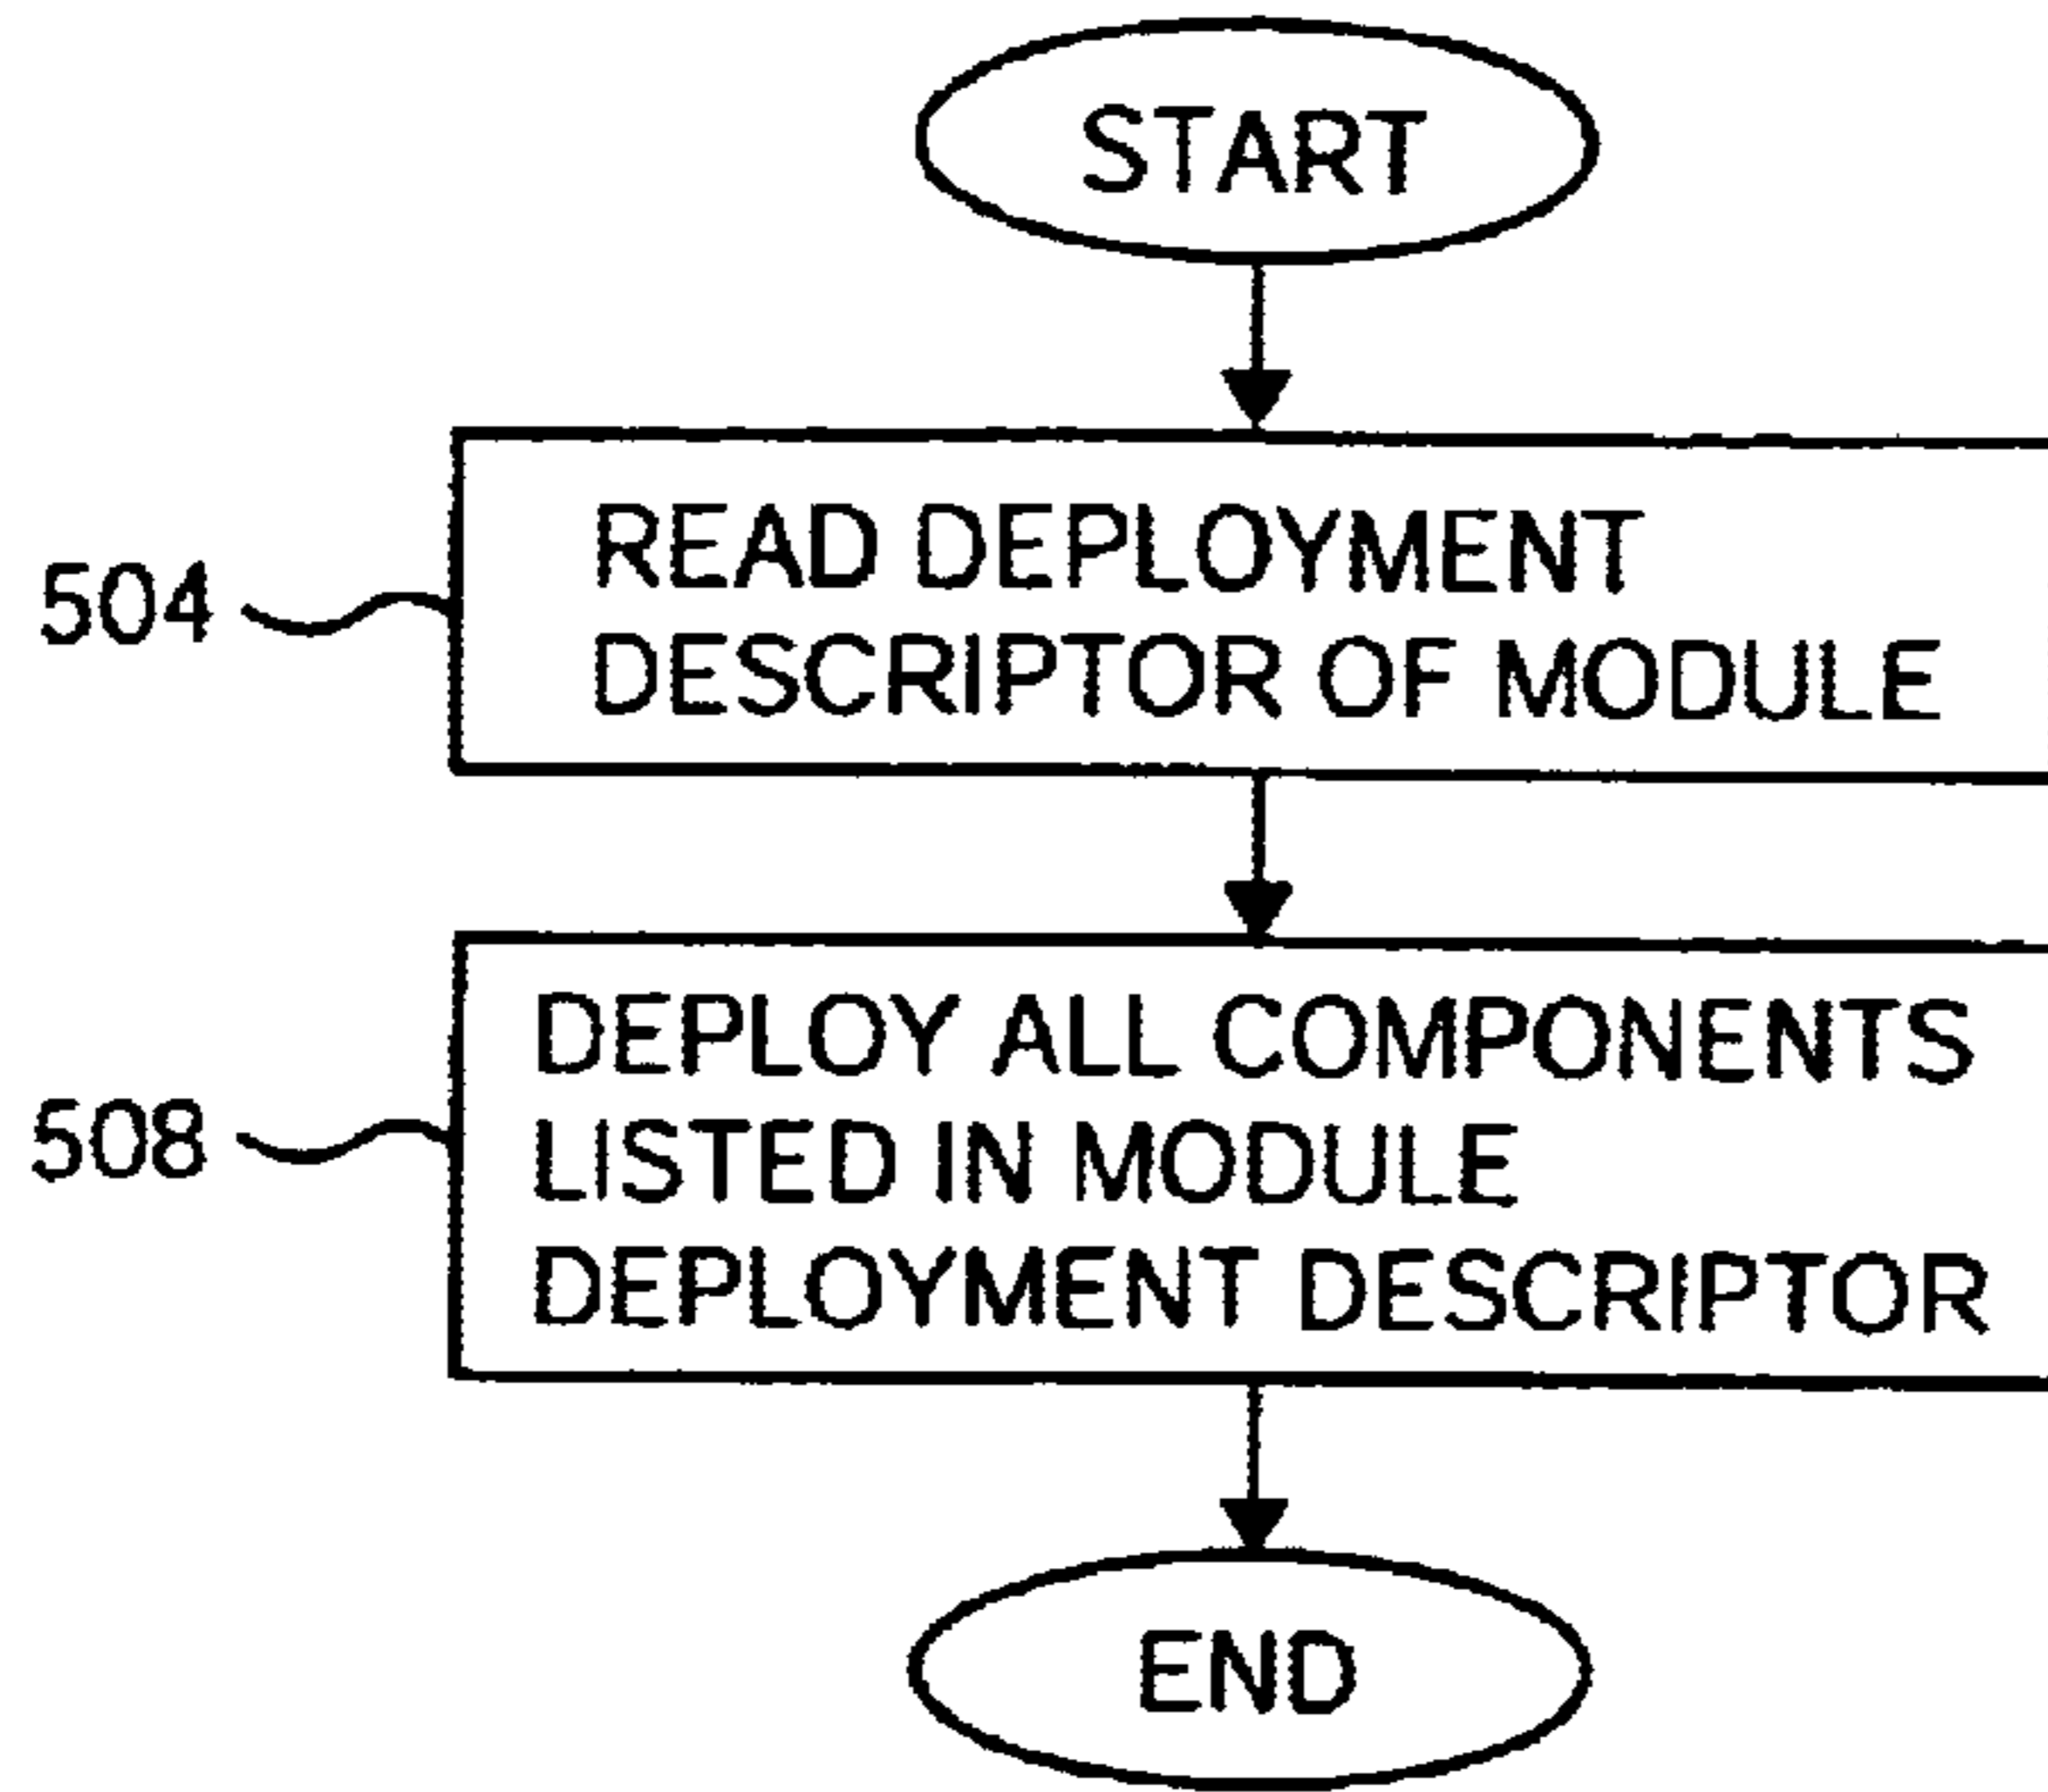 START
504
READ DEPLOYMENT
DESCRIPTOR OF MODULE
508
DEPLOY ALL COMPONENTS
LISTED IN MODULE
DEPLOYMENT DESCRIPTOR
END